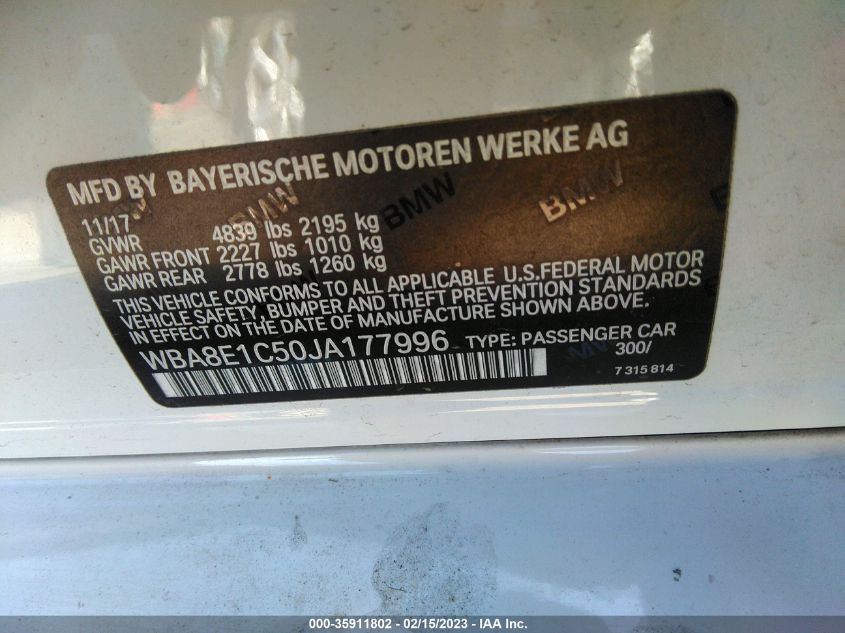 MFD BY BAYERISCHE MOTOREN WERKE AG
11/17
GVWR 4839 lbs 2195 kg
GAWR FRONT 2227 lbs 1010 kg
GAWR REAR 2778 lbs 1260 kg
THIS VEHICLE CONFORMS TO ALL APPLICABLE U.S.FEDERAL MOTOR
VEHICLE SAFETY, BUMPER AND THEFT PREVENTION STANDARDS
IN EFFECT ON THE DATE OF MANUFACTURE SHOWN ABOVE.
WBA8E1C50JA177996 TYPE: PASSENGER CAR
300/
7 315 814
BMW BMW BMW
000-35911802 - 02/15/2023 - IAA Inc.